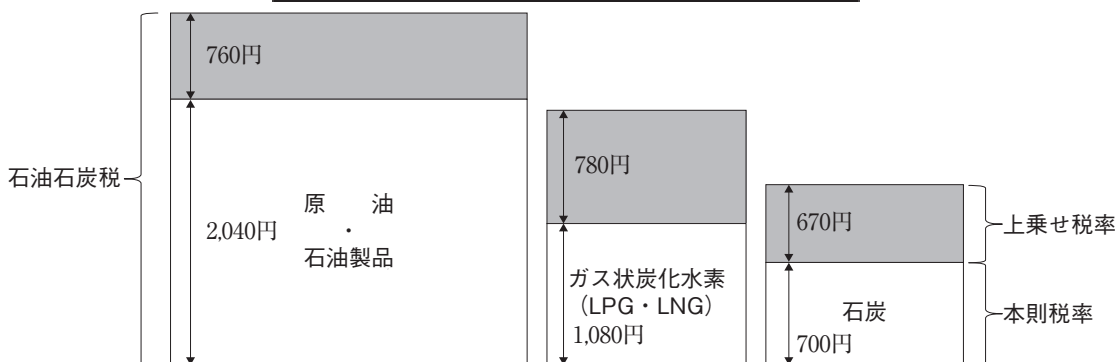 石油石炭税
760円
2,040円
原 油
・
石油製品
780円
ガス状炭化水素
（LPG・LNG）
1,080円
670円
石炭
700円
上乗せ税率
本則税率